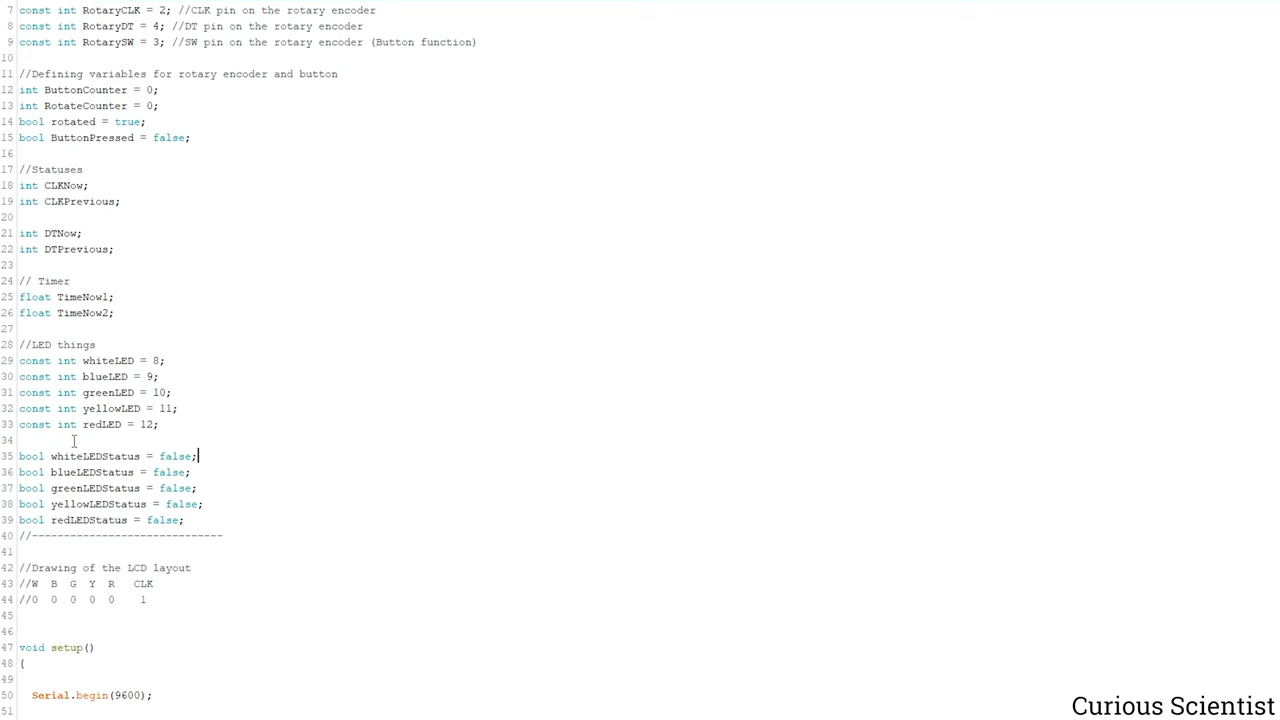 7 const int RotaryCLK = 2; //CLK pin on the rotary encoder
8 const int RotaryDT = 4; //DT pin on the rotary encoder
9 const int RotarySW = 3; //SW pin on the rotary encoder (Button function)
10
11 //Defining variables for rotary encoder and button
12 int ButtonCounter = 0;
13 int RotateCounter = 0;
14 bool rotated = true;
15 bool ButtonPressed = false;
16
17 //Statuses
18 int CLKNow;
19 int CLKPrevious;
20
21 int DTNow;
22 int DTPrevious;
23
24 // Timer
25 float TimeNow1;
26 float TimeNow2;
27
28 //LED things
29 const int whiteLED = 8;
30 const int blueLED = 9;
31 const int greenLED = 10;
32 const int yellowLED = 11;
33 const int redLED = 12;
34
35 bool whiteLEDStatus = false;
36 bool blueLEDStatus = false;
37 bool greenLEDStatus = false;
38 bool yellowLEDStatus = false;
39 bool redLEDStatus = false;
40 //------------------------------
41
42 //Drawing of the LCD layout
43 //W B G Y R CLK
44 //0 0 0 0 0 1
45
46
47 void setup()
48 {
49
50 Serial.begin(9600);
51
Curious Scientist